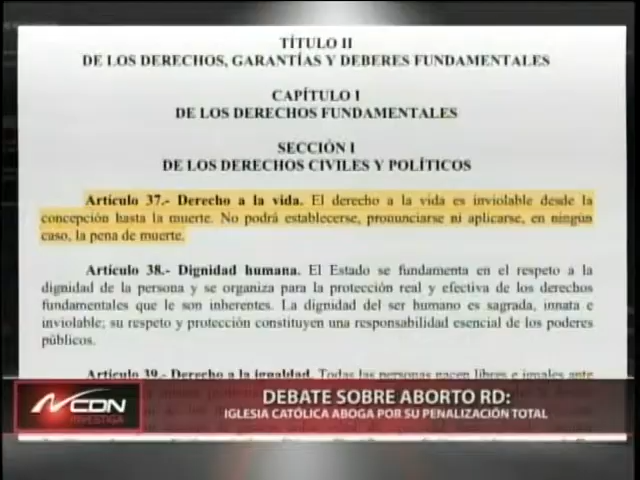 TÍTULO II
DE LOS DERECHOS, GARANTÍAS Y DEBERES FUNDAMENTALES
CAPÍTULO I
DE LOS DERECHOS FUNDAMENTALES
SECCIÓN I
DE LOS DERECHOS CIVILES Y POLÍTICOS
Artículo 37.- Derecho a la vida. El derecho a la vida es inviolable desde la
concepción hasta la muerte. No podrá establecerse, pronunciarse ni aplicarse, en ningún
caso, la pena de muerte.
Artículo 38.- Dignidad humana. El Estado se fundamenta en el respeto a la
dignidad de la persona y se organiza para la protección real y efectiva de los derechos
fundamentales que le son inherentes. La dignidad del ser humano es sagrada, innata e
inviolable; su respeto y protección constituyen una responsabilidad esencial de los poderes
públicos.
Artículo 39.- Derecho a la igualdad. Todas las personas nacen libres e iguales ante
CDN
INVESTIGA
DEBATE SOBRE ABORTO RD:
IGLESIA CATÓLICA ABOGA POR SU PENALIZACIÓN TOTAL